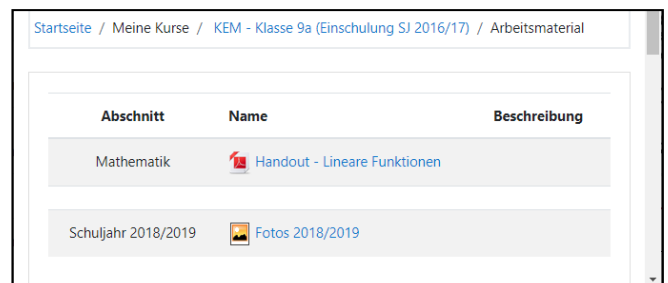 Startseite / Meine Kurse / KEM - Klasse 9a (Einschulung SJ 2016/17) / Arbeitsmaterial
Abschnitt Name Beschreibung
Mathematik Handout - Lineare Funktionen
Schuljahr 2018/2019 Fotos 2018/2019